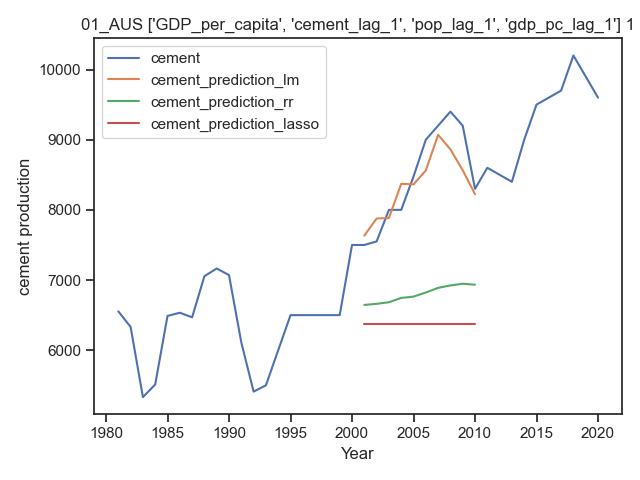 01_AUS ['GDP_per_capita', 'cement_lag_1', 'pop_lag_1', 'gdp_pc_lag_1'] 1
cement
cement_prediction_lm
cement_prediction_rr
cement_prediction_lasso
10000
9000
8000
7000
6000
cement production
1980 1985 1990 1995 2000 2005 2010 2015 2020
Year